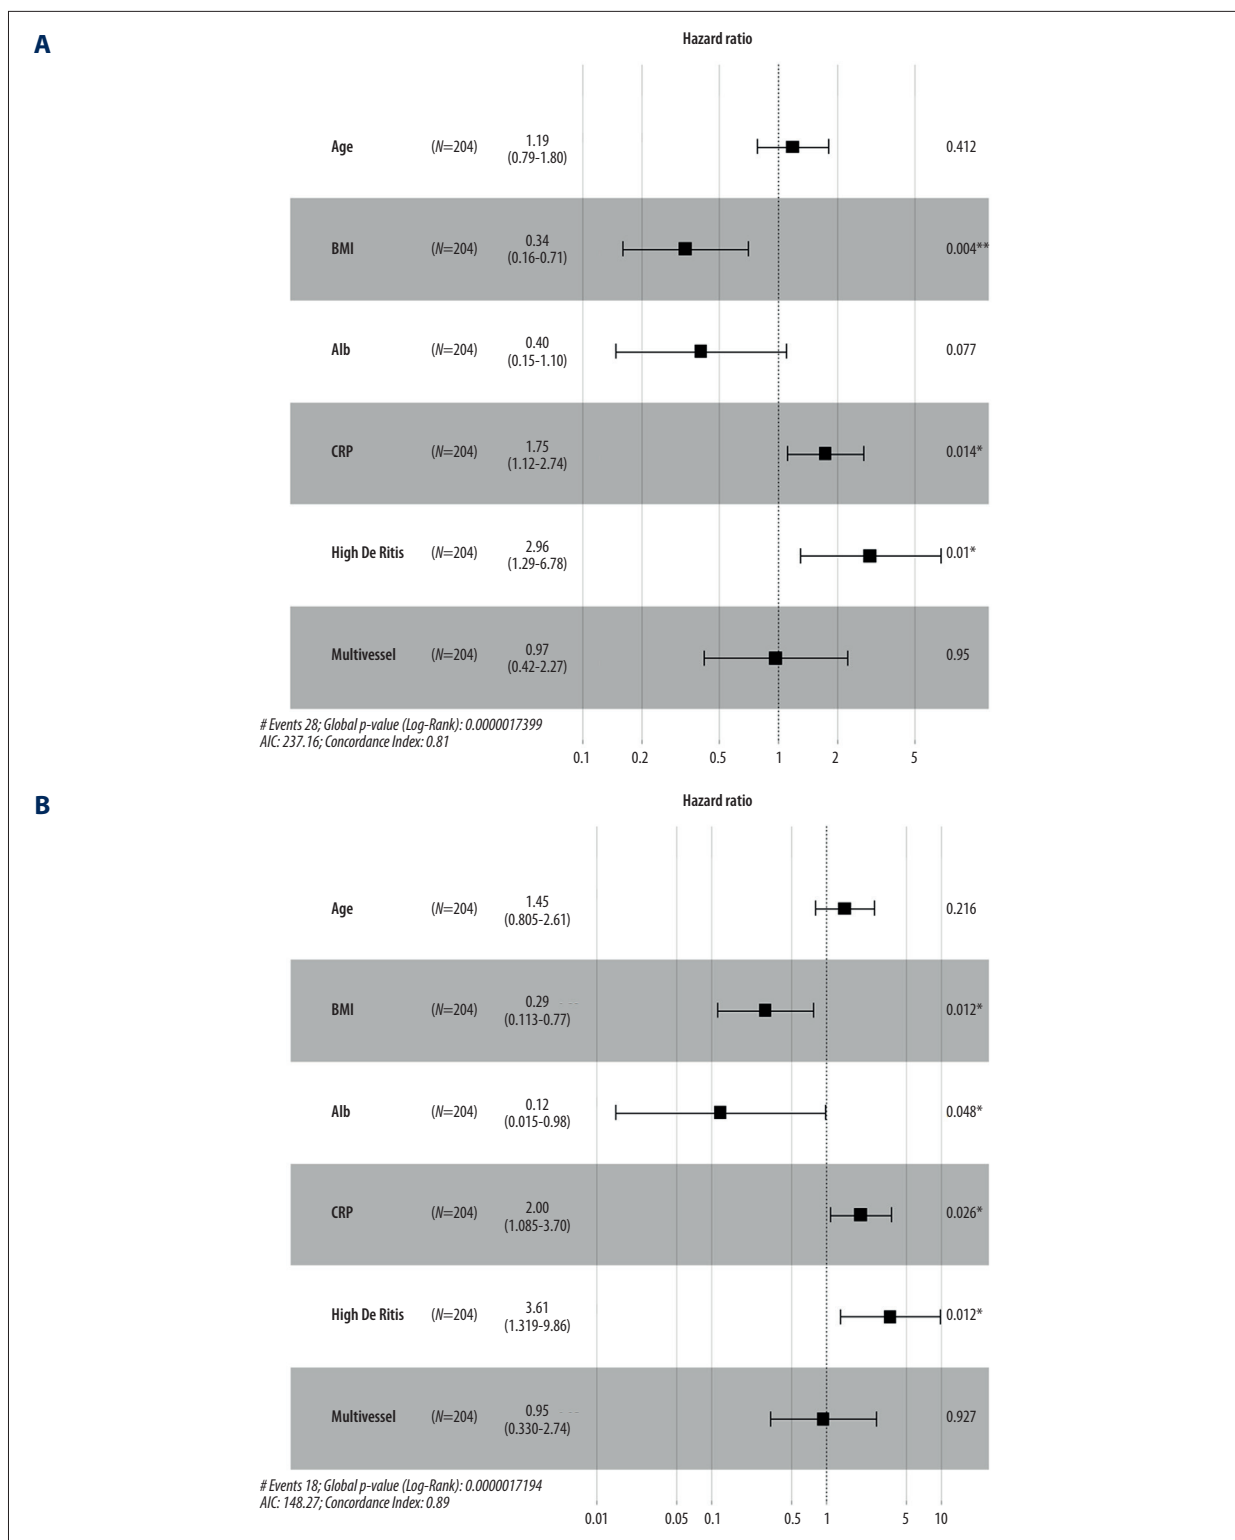 A
Hazard ratio
Age (N=204) 1.19 0.412
(0.79-1.80)
BMI (N=204) 0.34 0.004**
(0.16-0.71)
Alb (N=204) 0.40 0.077
(0.15-1.10)
CRP (N=204) 1.75 0.014*
(1.12-2.74)
High De Ritis (N=204) 2.96 0.01*
(1.29-6.78)
Multivessel (N=204) 0.97 0.95
(0.42-2.27)
# Events 28; Global p-value (Log-Rank): 0.0000017399
AIC: 237.16; Concordance Index: 0.81
0.1 0.2 0.5 1 2 5
B
Hazard ratio
Age (N=204) 1.45 0.216
(0.805-2.61)
BMI (N=204) 0.29 0.012*
(0.113-0.77)
Alb (N=204) 0.12 0.048*
(0.015-0.98)
CRP (N=204) 2.00 0.026*
(1.085-3.70)
High De Ritis (N=204) 3.61 0.012*
(1.319-9.86)
Multivessel (N=204) 0.95 0.927
(0.330-2.74)
# Events 18; Global p-value (Log-Rank): 0.0000017194
AIC: 148.27; Concordance Index: 0.89
0.01 0.05 0.1 0.5 1 5 10